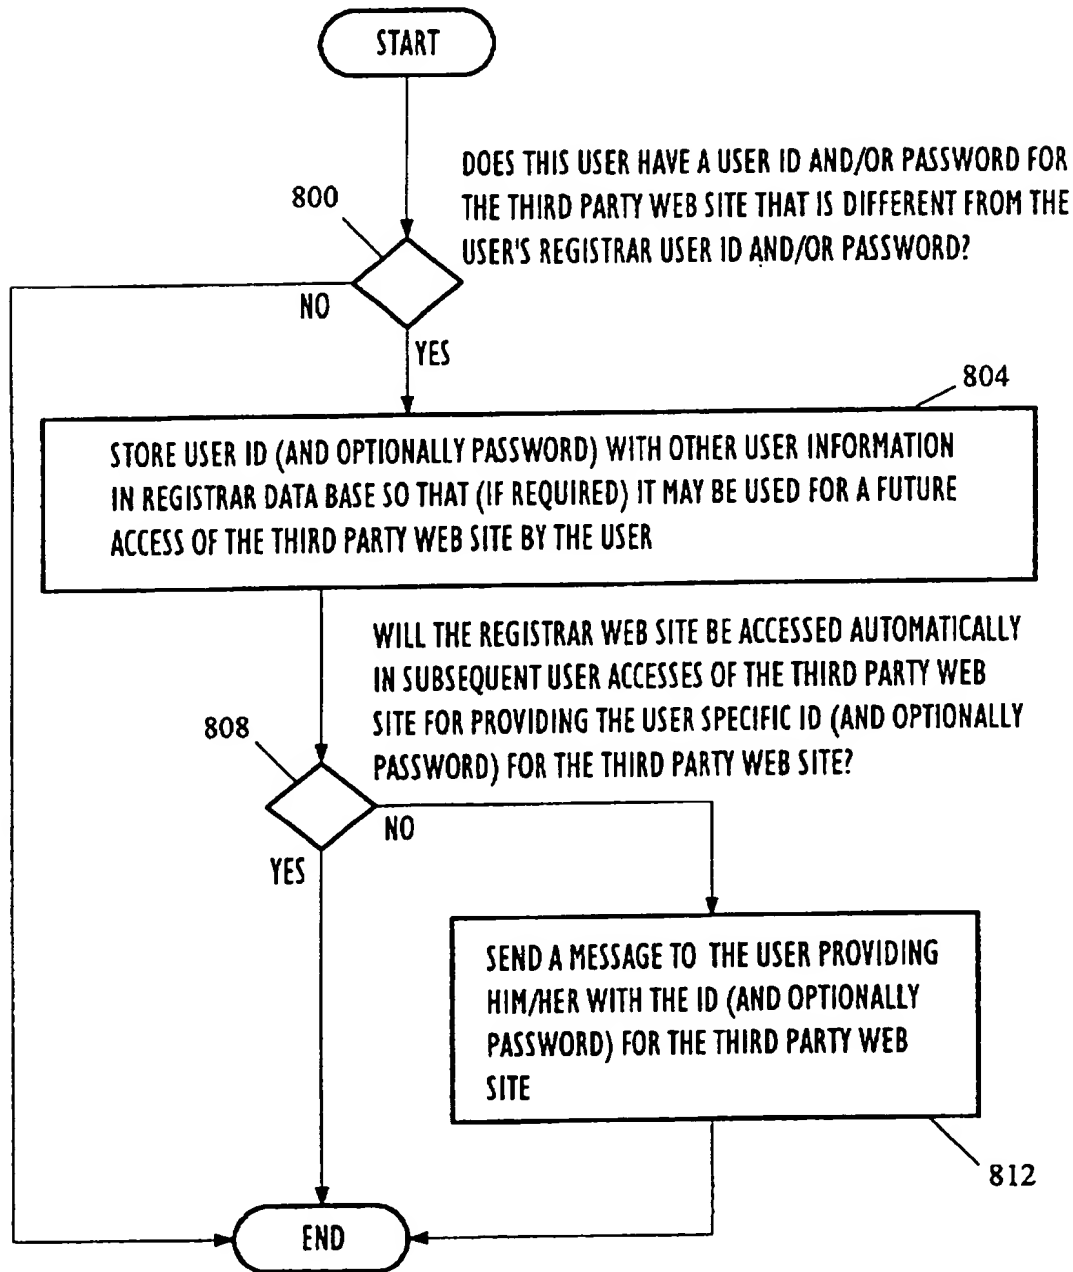 START
DOES THIS USER HAVE A USER ID AND/OR PASSWORD FOR
THE THIRD PARTY WEB SITE THAT IS DIFFERENT FROM THE
USER'S REGISTRAR USER ID AND/OR PASSWORD?
800
NO
YES
804
STORE USER ID (AND OPTIONALLY PASSWORD) WITH OTHER USER INFORMATION
IN REGISTRAR DATA BASE SO THAT (IF REQUIRED) IT MAY BE USED FOR A FUTURE
ACCESS OF THE THIRD PARTY WEB SITE BY THE USER
WILL THE REGISTRAR WEB SITE BE ACCESSED AUTOMATICALLY
IN SUBSEQUENT USER ACCESSES OF THE THIRD PARTY WEB
SITE FOR PROVIDING THE USER SPECIFIC ID (AND OPTIONALLY
PASSWORD) FOR THE THIRD PARTY WEB SITE?
808
NO
YES
SEND A MESSAGE TO THE USER PROVIDING
HIM/HER WITH THE ID (AND OPTIONALLY
PASSWORD) FOR THE THIRD PARTY WEB
SITE
812
END